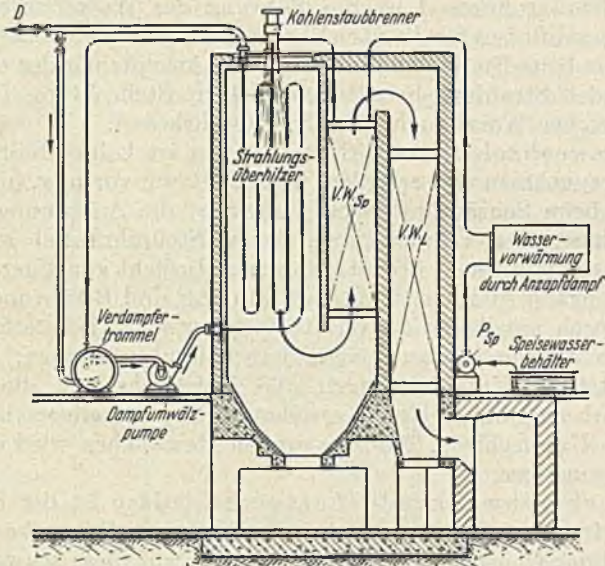 D
Kohlenstaubbrenner
Strahlungs-
überhitzer
V.W.Sp
V.W.L
Wasser-
vorwärmung
durch Anzapfdampf
Verdampfer-
trommel
PSp
Speisewasser-
behälter
Dampfumwälz-
pumpe